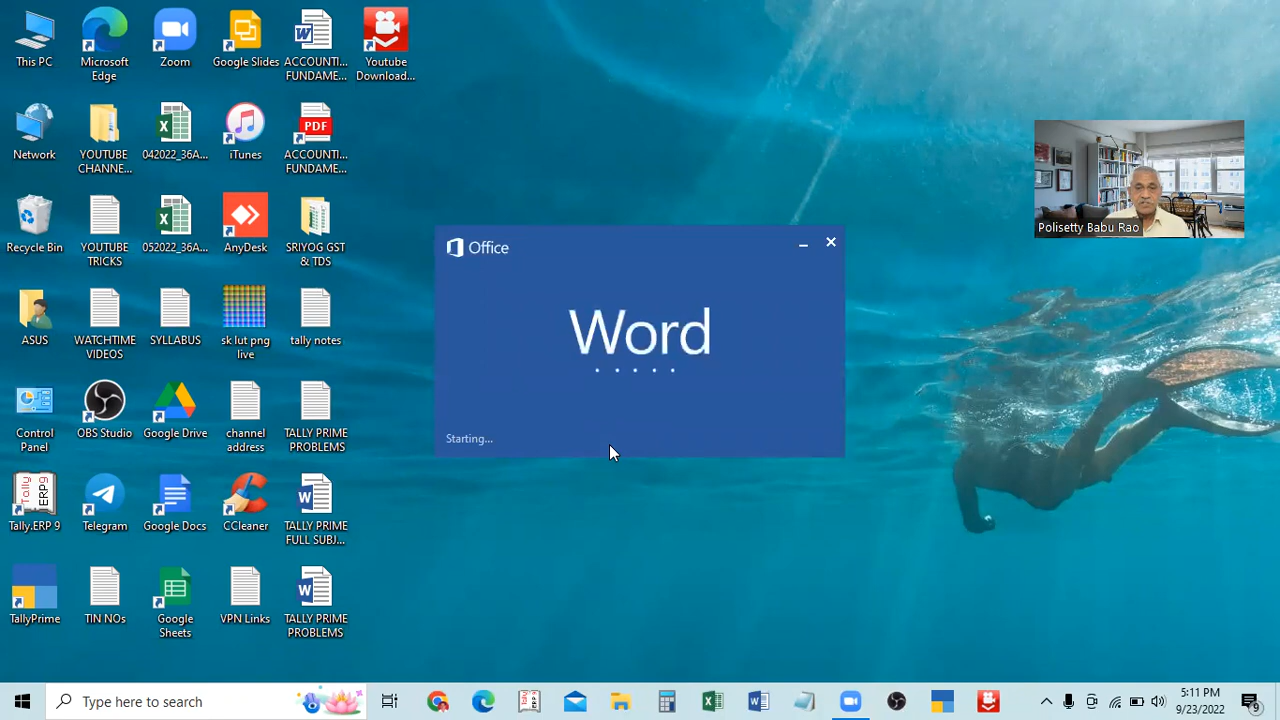 This PC
Microsoft
Edge
Zoom
Google Slides
ACCOUNTI...
FUNDAME...
Youtube
Download...
Network
YOUTUBE
CHANNE...
042022_36A...
iTunes
PDF
ACCOUNTI...
FUNDAME...
Recycle Bin
YOUTUBE
TRICKS
052022_36A...
AnyDesk
SRIYOG GST
& TDS
ASUS
WATCHTIME
VIDEOS
SYLLABUS
sk lut png
live
tally notes
Control
Panel
OBS Studio
Google Drive
channel
address
TALLY PRIME
PROBLEMS
Tally.ERP 9
Telegram
Google Docs
CCleaner
TALLY PRIME
FULL SUBJ...
TallyPrime
TIN NOs
Google
Sheets
VPN Links
TALLY PRIME
PROBLEMS
Office
Word
Starting...
Polisetty Babu Rao
Type here to search
5:11 PM
9/23/2022
9